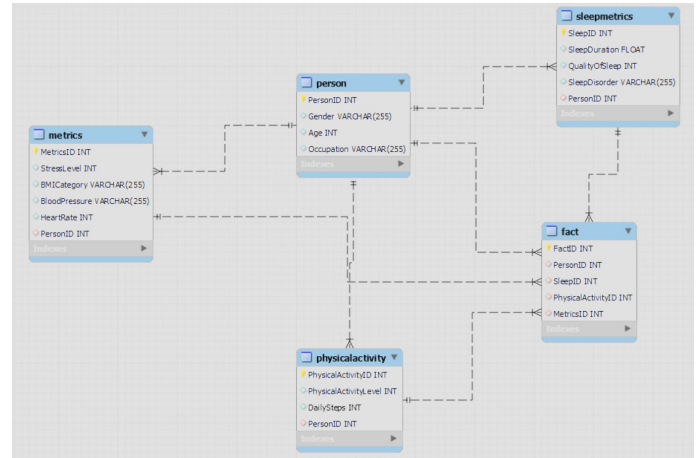 sleepmetrics
SleepID INT
SleepDuration FLOAT
QualityOfSleep INT
SleepDisorder VARCHAR(255)
PersonID INT
Indexes
person
PersonID INT
Gender VARCHAR(255)
Age INT
Occupation VARCHAR(255)
Indexes
metrics
MetricsID INT
StressLevel INT
BMICategory VARCHAR(255)
BloodPressure VARCHAR(255)
HeartRate INT
PersonID INT
Indexes
fact
FactID INT
PersonID INT
SleepID INT
PhysicalActivityID INT
MetricsID INT
Indexes
physicalactivity
PhysicalActivityID INT
PhysicalActivityLevel INT
DailySteps INT
PersonID INT
Indexes